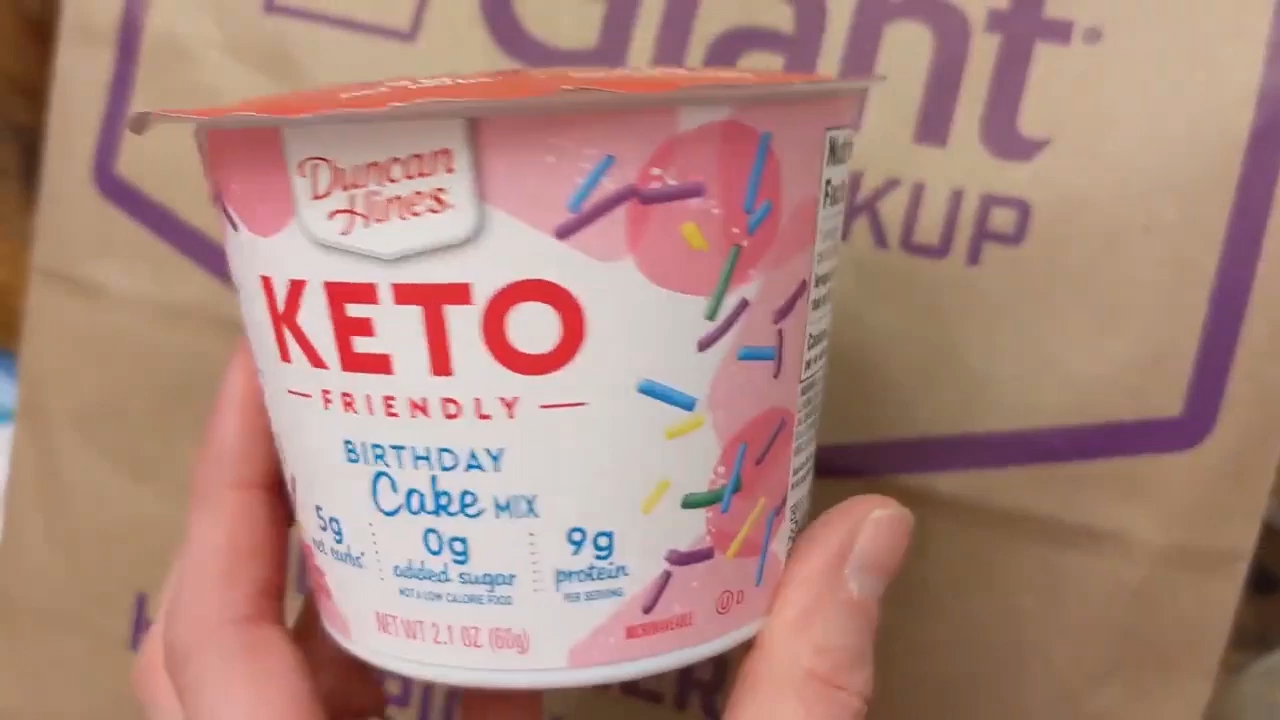 Giant
KUP
Duncan
Hines
KETO
FRIENDLY
BIRTHDAY
Cake MIX
5g
net carbs*
0g
added sugar
NOT A LOW CALORIE FOOD
9g
protein
PER SERVING
NET WT 2.1 OZ (60g)
MICROWAVEABLE
U D